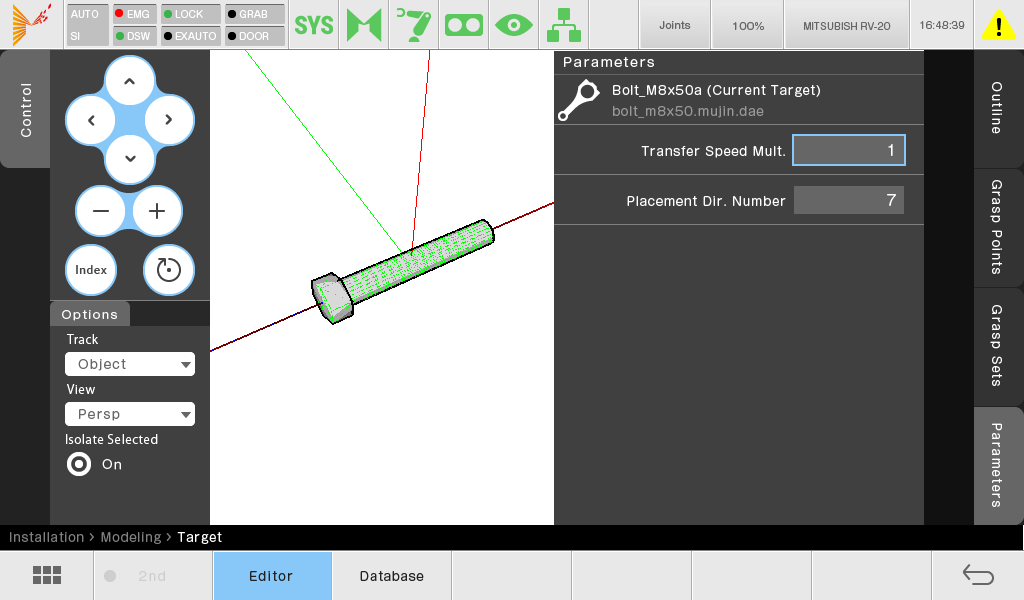 AUTO
SI
EMG
DSW
LOCK
EXAUTO
GRAB
DOOR
SYS
Joints
100%
MITSUBISH RV-20
16:48:39
Control
Index
Options
Track
Object
View
Persp
Isolate Selected
On
Parameters
Bolt_M8x50a (Current Target)
bolt_m8x50.mujin.dae
Transfer Speed Mult. 1
Placement Dir. Number 7
Outline
Grasp Points
Grasp Sets
Parameters
Installation > Modeling > Target
2nd
Editor
Database